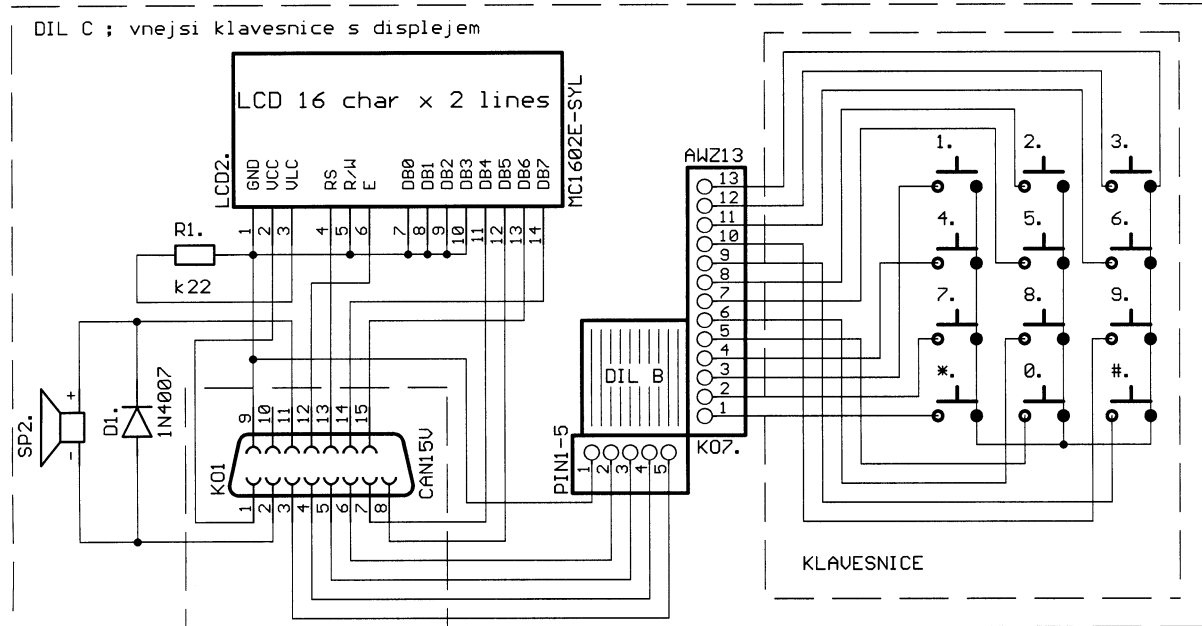 DIL C ; vnejsi klavesnice s displejem
LCD 16 char x 2 lines
LCD2.
MC1602E-SYL
GND VCC VLC RS R/W E DB0 DB1 DB2 DB3 DB4 DB5 DB6 DB7
1 2 3 4 5 6 7 8 9 10 11 12 13 14
R1.
k22
SP2.
+
-
D1.
1N4007
9 10 11 12 13 14 15
KO1
CAN15V
1 2 3 4 5 6 7 8
DIL B
PIN1-5
1 2 3 4 5
AWZ13
13
12
11
10
9
8
7
6
5
4
3
2
1
KO7.
1. 2. 3.
4. 5. 6.
7. 8. 9.
*. 0. #.
KLAVESNICE